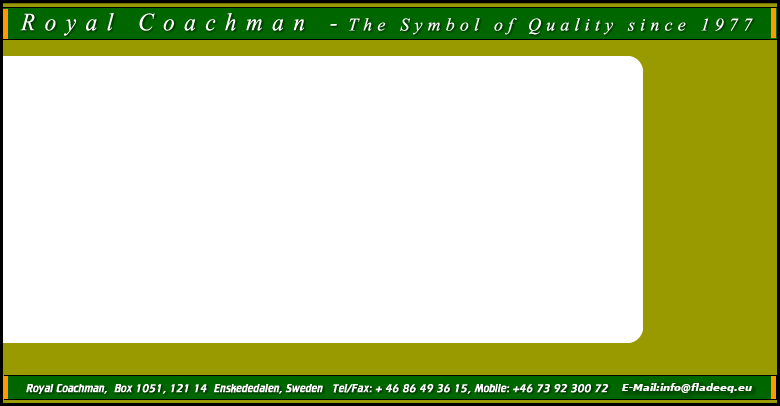 Royal Coachman - The Symbol of Quality since 1977
Royal Coachman, Box 1051, 121 14 Enskededalen, Sweden Tel/Fax: + 46 86 49 36 15, Mobile: +46 73 92 300 72 E-Mail:info@fladeeq.eu